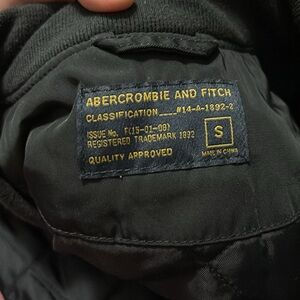 ABERCROMBIE AND FITCH
CLASSIFICATION____#14-A-1892-2
ISSUE No. F(15-01-09)
REGISTERED TRADEMARK 1892
QUALITY APPROVED
S
MADE IN CHINA